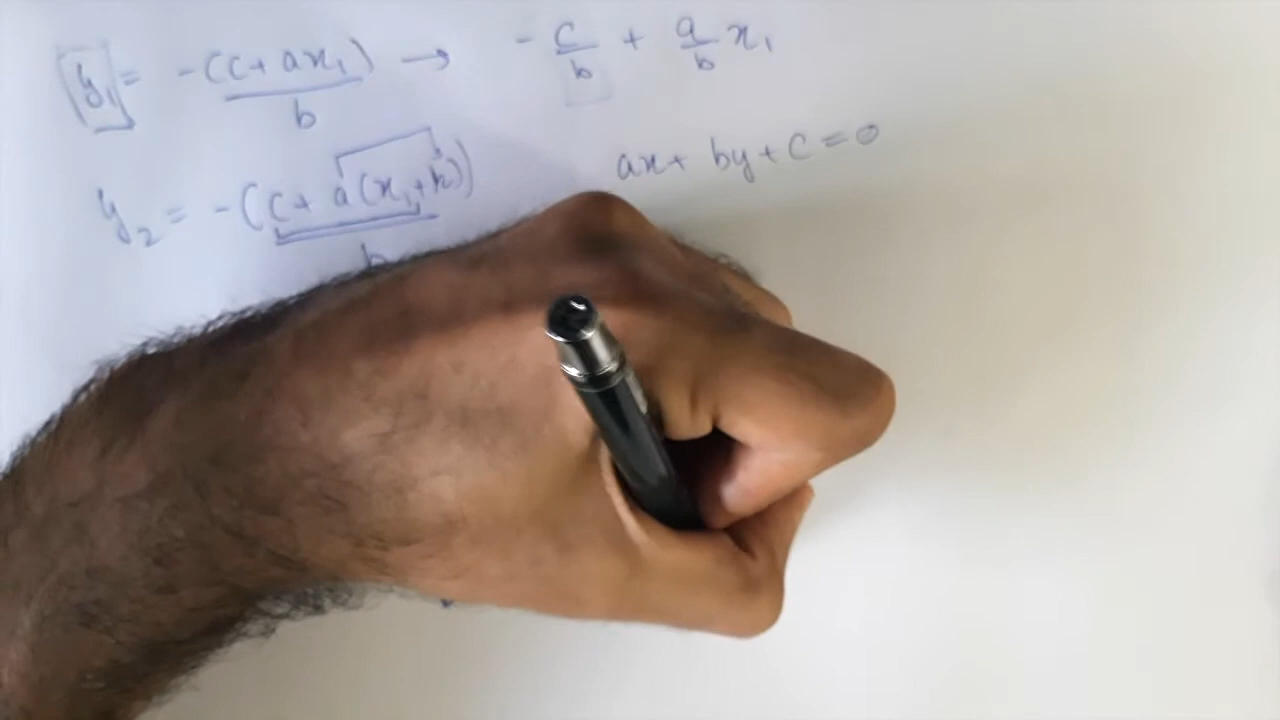 y₁ = -(c + ax₁)/b → -c/b + a/b x₁
ax + by + c = 0
y₂ = -(c + a(x₁+h))/b